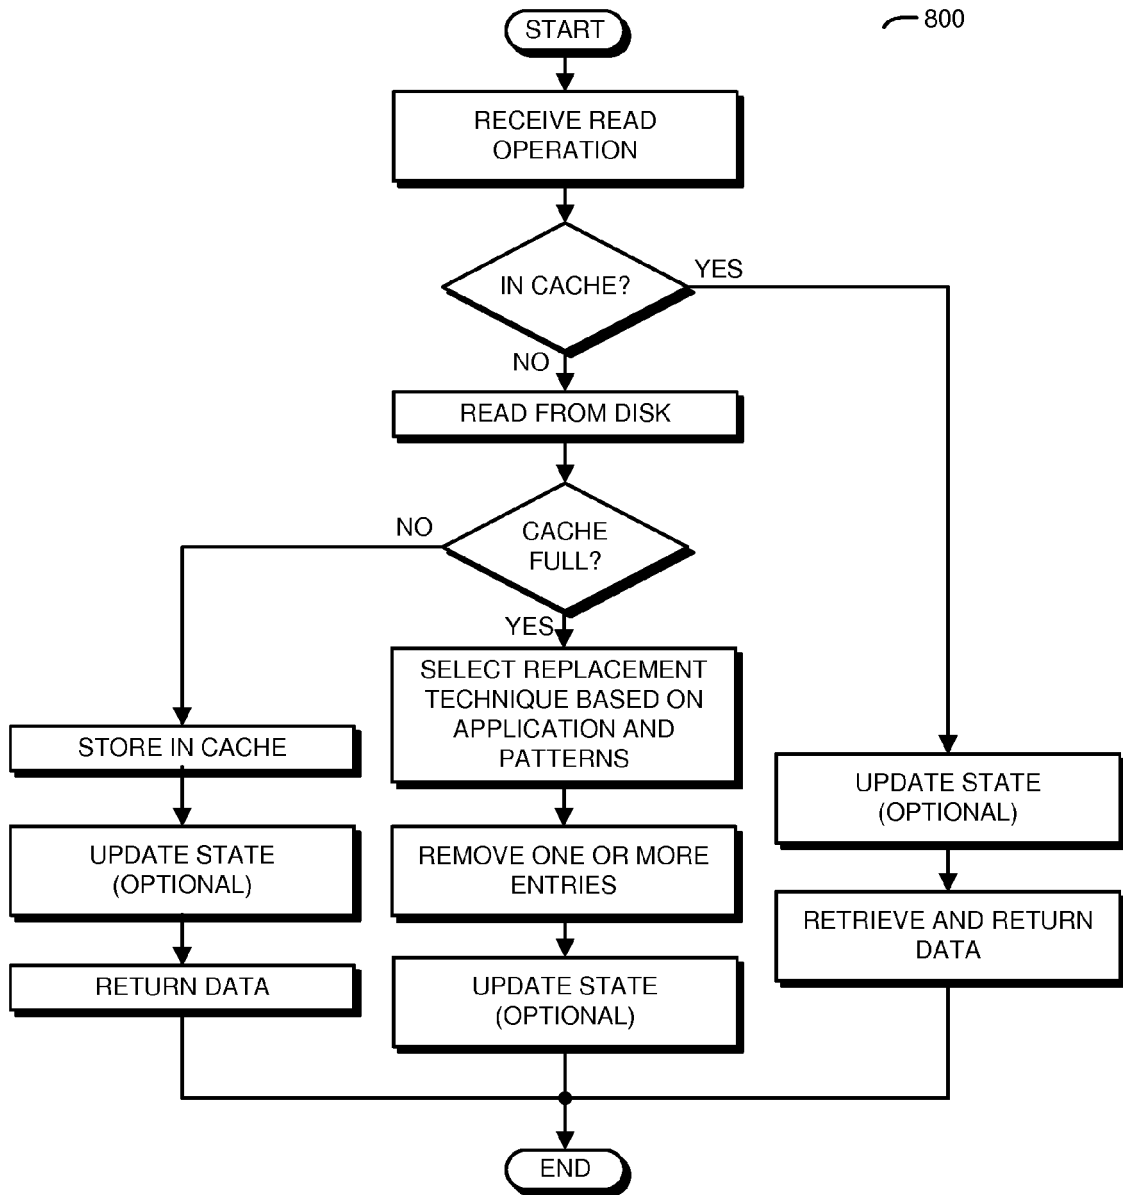 START
800
RECEIVE READ
OPERATION
IN CACHE?
YES
NO
READ FROM DISK
NO
CACHE
FULL?
YES
SELECT REPLACEMENT
TECHNIQUE BASED ON
APPLICATION AND
PATTERNS
STORE IN CACHE
UPDATE STATE
(OPTIONAL)
UPDATE STATE
(OPTIONAL)
REMOVE ONE OR MORE
ENTRIES
RETRIEVE AND RETURN
DATA
RETURN DATA
UPDATE STATE
(OPTIONAL)
END